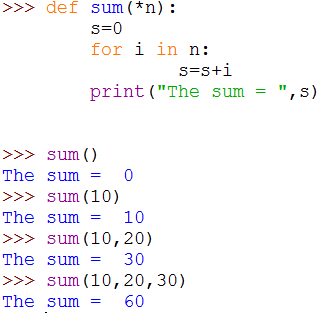 >>> def sum(*n):
        s=0
        for i in n:
                s=s+i
        print("The sum = ",s)
>>> sum()
The sum =  0
>>> sum(10)
The sum =  10
>>> sum(10,20)
The sum =  30
>>> sum(10,20,30)
The sum =  60